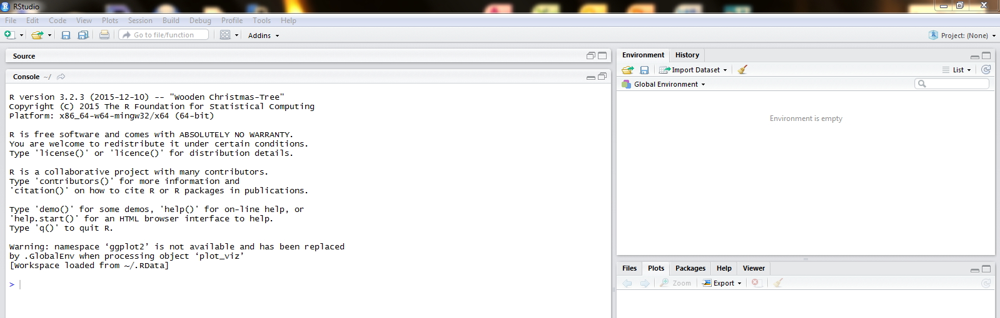 RStudio
File Edit Code View Plots Session Build Debug Profile Tools Help
Go to file/function Addins Project: (None)
Source
Console ~/
R version 3.2.3 (2015-12-10) -- "Wooden Christmas-Tree"
Copyright (C) 2015 The R Foundation for Statistical Computing
Platform: x86_64-w64-mingw32/x64 (64-bit)
R is free software and comes with ABSOLUTELY NO WARRANTY.
You are welcome to redistribute it under certain conditions.
Type 'license()' or 'licence()' for distribution details.
R is a collaborative project with many contributors.
Type 'contributors()' for more information and
'citation()' on how to cite R or R packages in publications.
Type 'demo()' for some demos, 'help()' for on-line help, or
'help.start()' for an HTML browser interface to help.
Type 'q()' to quit R.
Warning: namespace ‘ggplot2’ is not available and has been replaced
by .GlobalEnv when processing object ‘plot_viz’
[Workspace loaded from ~/.RData]
>
Environment History
Import Dataset List
Global Environment
Environment is empty
Files Plots Packages Help Viewer
Zoom Export